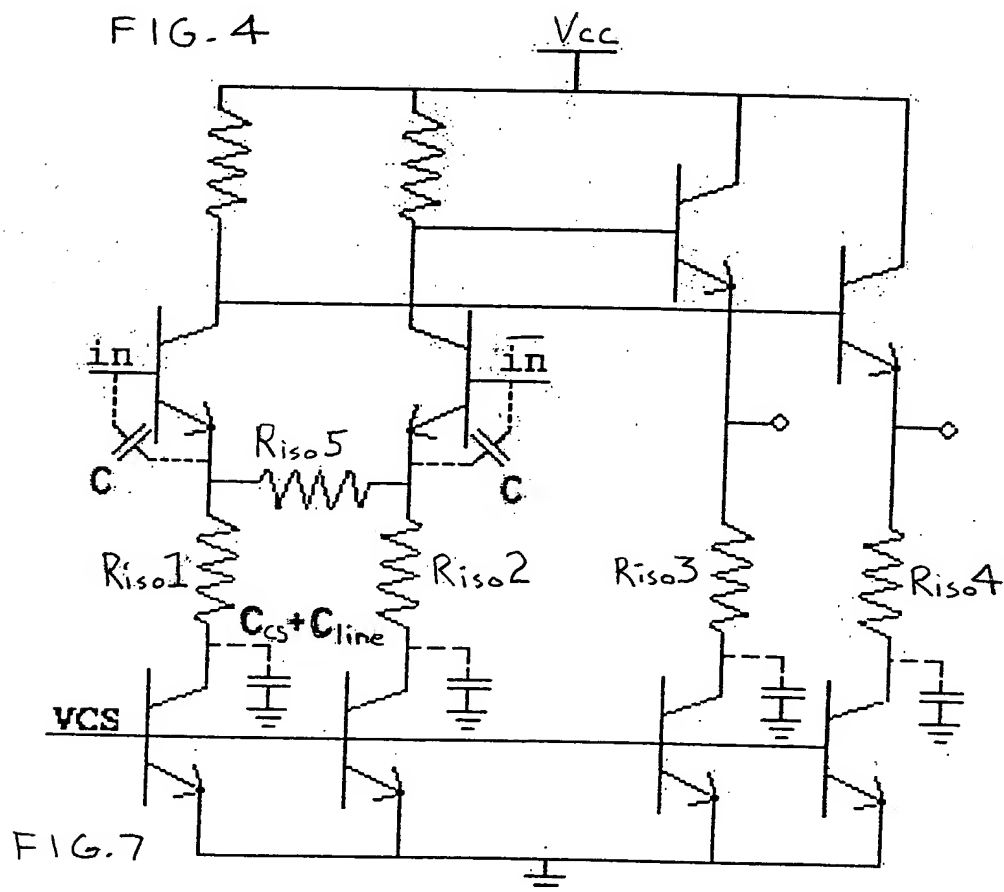 FIG. 4
Vcc
in
in
C
Riso5
C
Riso1
Riso2
Riso3
Riso4
CCS+Cline
VCS
FIG. 7